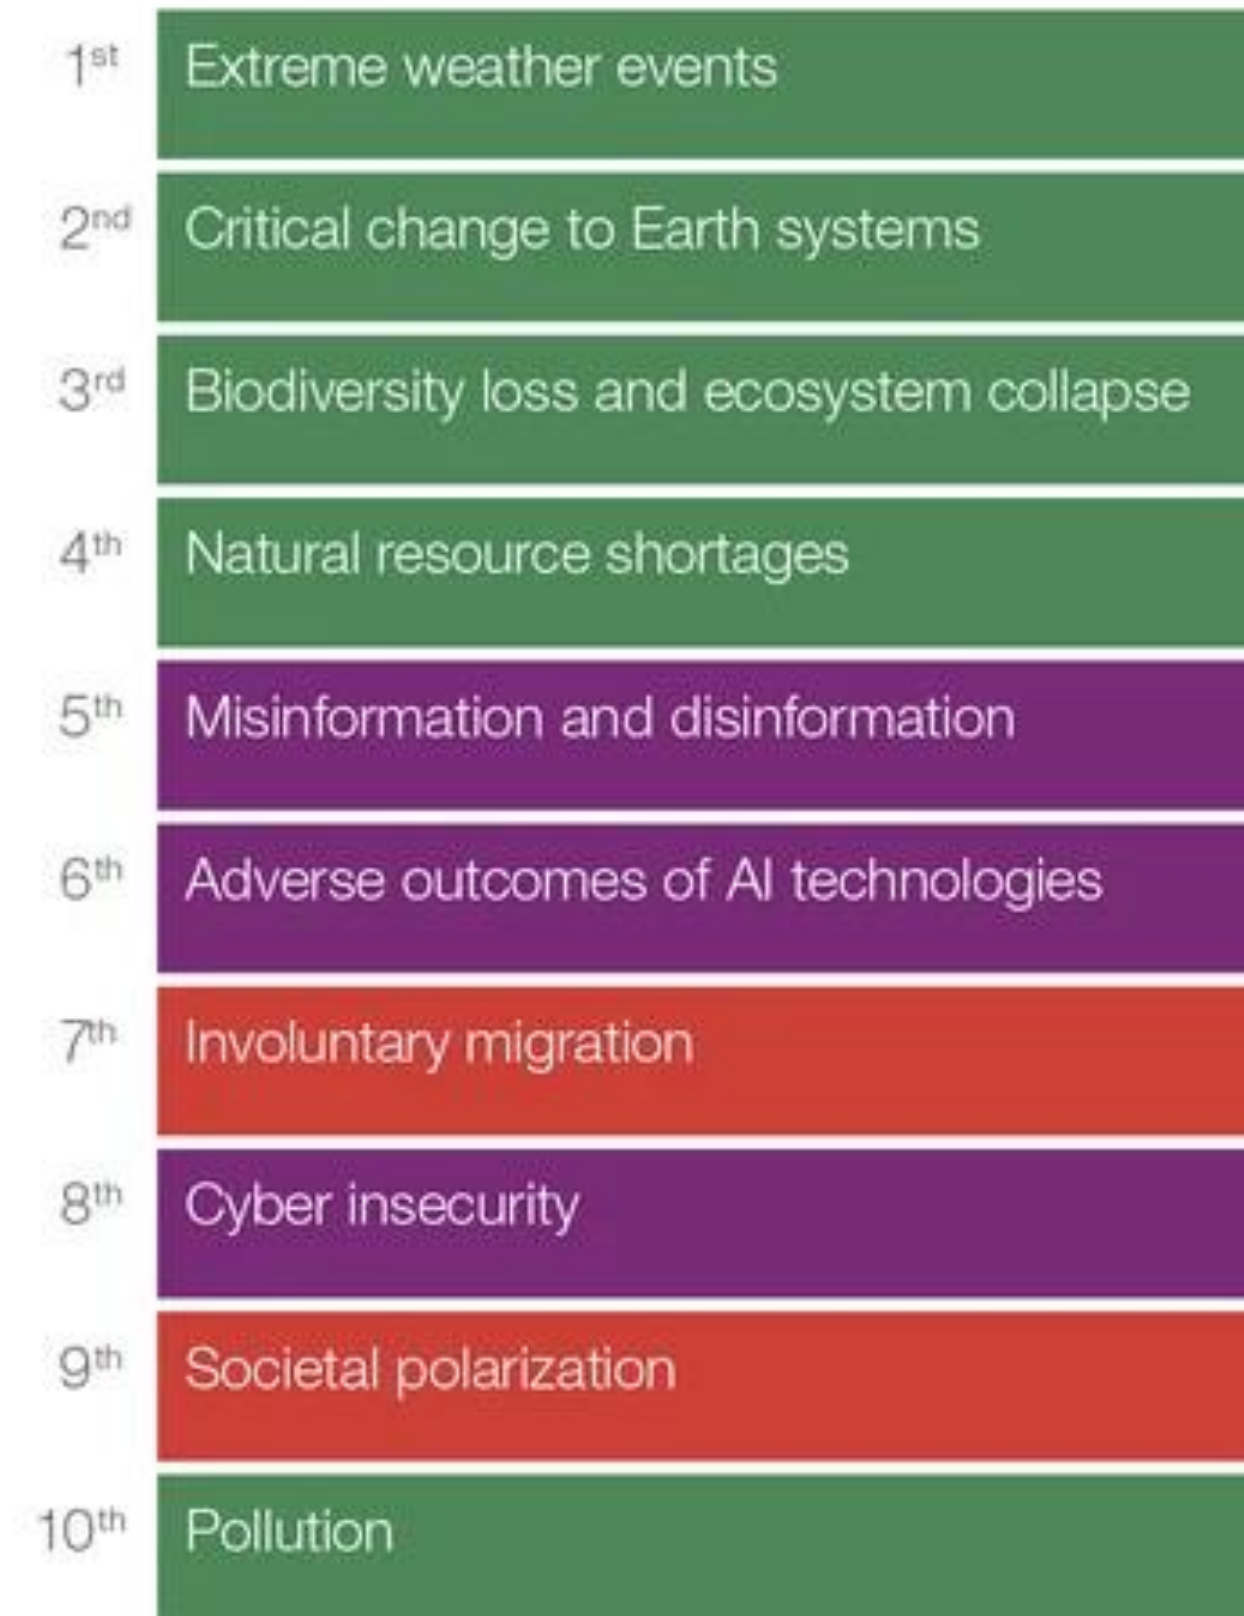 1st Extreme weather events
2nd Critical change to Earth systems
3rd Biodiversity loss and ecosystem collapse
4th Natural resource shortages
5th Misinformation and disinformation
6th Adverse outcomes of AI technologies
7th Involuntary migration
8th Cyber insecurity
9th Societal polarization
10th Pollution